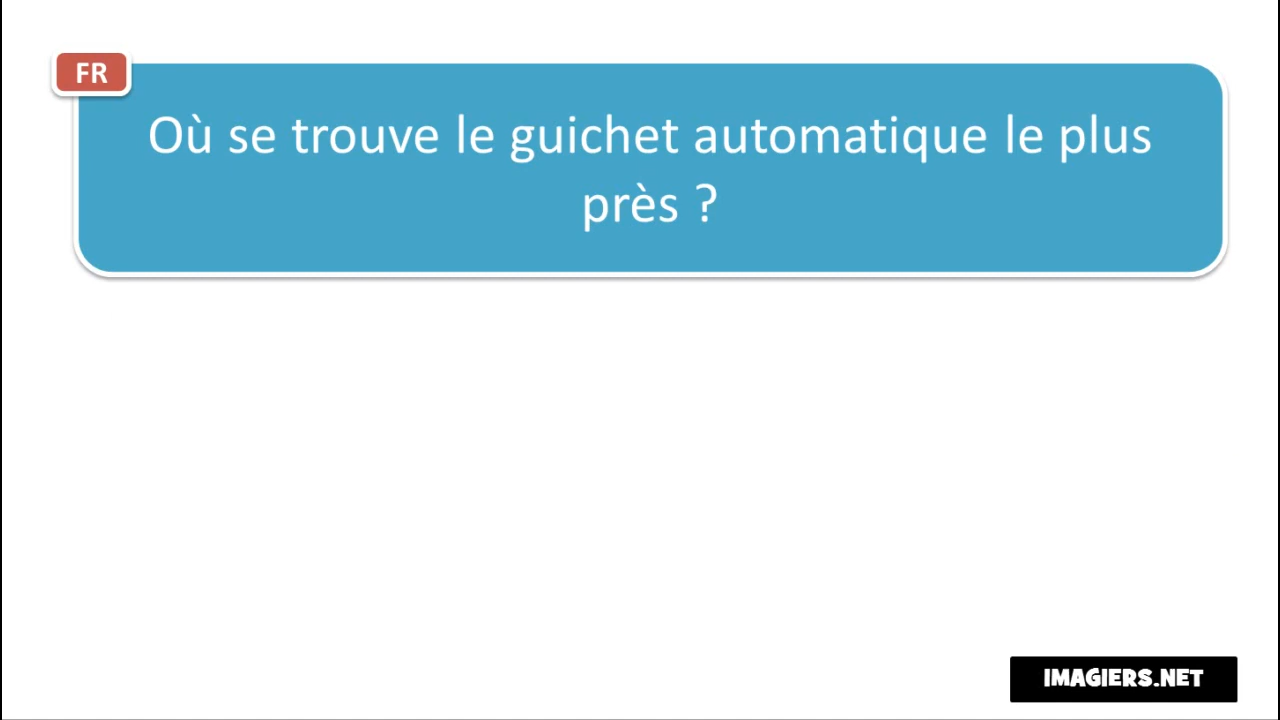 FR
Où se trouve le guichet automatique le plus
près ?
IMAGIERS.NET